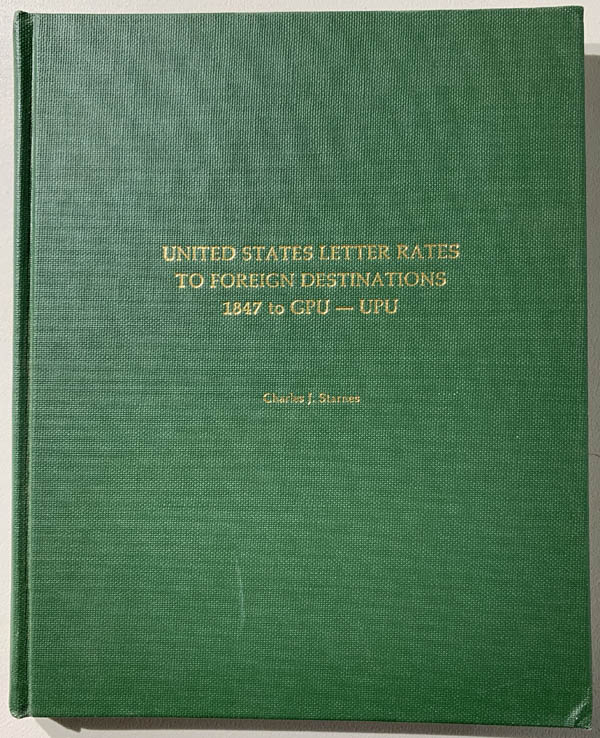 UNITED STATES LETTER RATES
TO FOREIGN DESTINATIONS
1847 to GPU — UPU
Charles J. Starnes